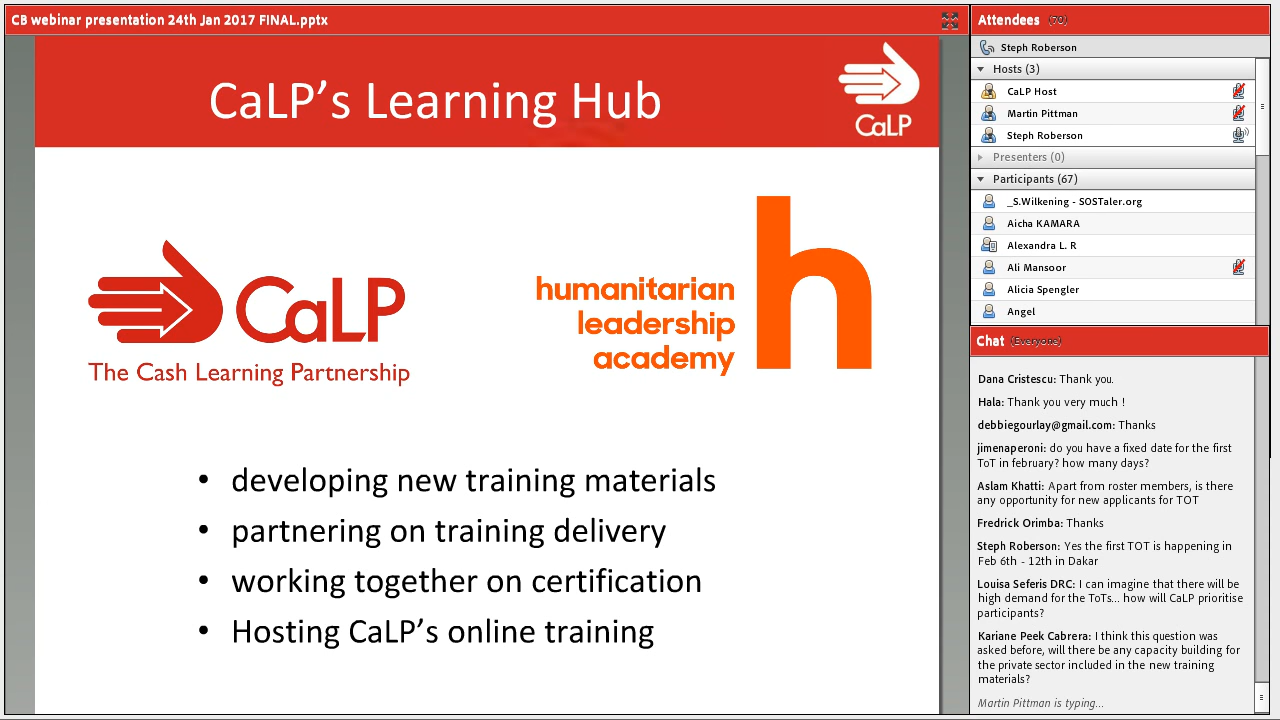 CB webinar presentation 24th Jan 2017 FINAL.pptx
CaLP's Learning Hub
CaLP
CaLP
The Cash Learning Partnership
humanitarian
leadership
academy
h
• developing new training materials
• partnering on training delivery
• working together on certification
• Hosting CaLP's online training
Attendees (70)
Steph Roberson
Hosts (3)
CaLP Host
Martin Pittman
Steph Roberson
Presenters (0)
Participants (67)
_S.Wilkening - SOSTaler.org
Aicha KAMARA
Alexandra L. R
Ali Mansoor
Alicia Spengler
Angel
Chat (Everyone)
Dana Cristescu: Thank you.
Hala: Thank you very much !
debbiegourlay@gmail.com: Thanks
jimenaperoni: do you have a fixed date for the first
ToT in february? how many days?
Aslam Khatti: Apart from roster members, is there
any opportunity for new applicants for TOT
Fredrick Orimba: Thanks
Steph Roberson: Yes the first TOT is happening in
Feb 6th - 12th in Dakar
Louisa Seferis DRC: I can imagine that there will be
high demand for the ToTs... how will CaLP prioritise
participants?
Kariane Peek Cabrera: I think this question was
asked before, will there be any capacity building for
the private sector included in the new training
materials?
Martin Pittman is typing...